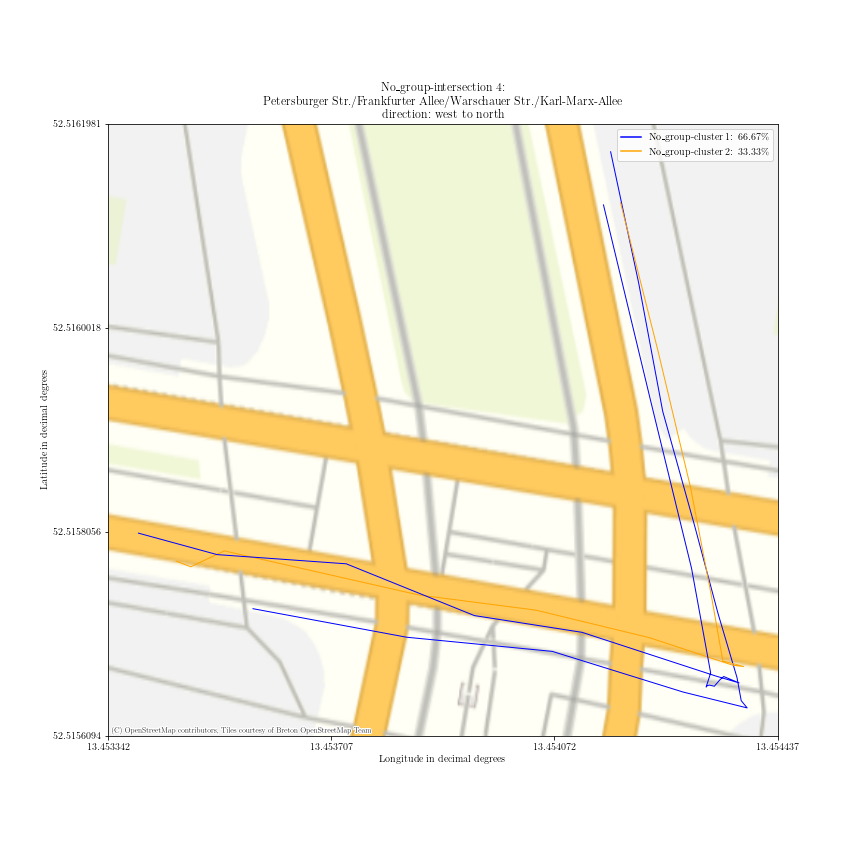 No_group-intersection 4:
Petersburger Str./Frankfurter Allee/Warschauer Str./Karl-Marx-Allee
direction: west to north
52.5161981
52.5160018
52.5158056
52.5156094
Latitude in decimal degrees
No_group-cluster 1: 66.67%
No_group-cluster 2: 33.33%
(C) OpenStreetMap contributors, Tiles courtesy of Breton OpenStreetMap Team
13.453342
13.453707
13.454072
13.454437
Longitude in decimal degrees